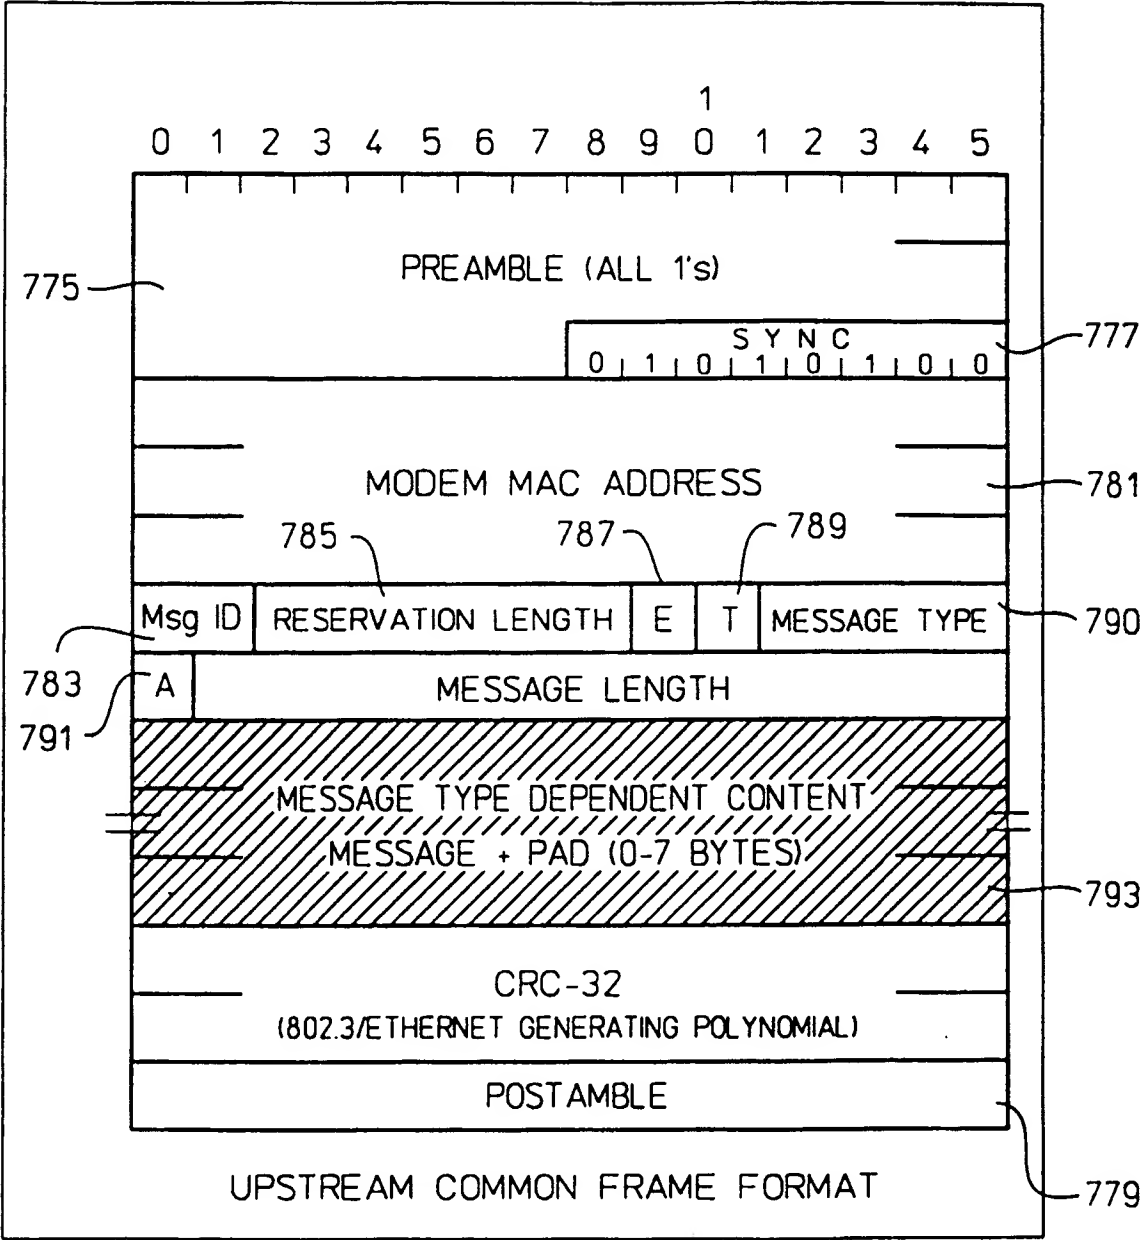 1
0 1 2 3 4 5 6 7 8 9 0 1 2 3 4 5
PREAMBLE (ALL 1's)
775
SYNC
777
0 1 0 1 0 1 0 0
MODEM MAC ADDRESS
781
785
787
789
Msg ID
RESERVATION LENGTH
E
T
MESSAGE TYPE
790
783
A
MESSAGE LENGTH
791
MESSAGE TYPE DEPENDENT CONTENT
MESSAGE + PAD (0-7 BYTES)
793
CRC-32
(802.3/ETHERNET GENERATING POLYNOMIAL)
POSTAMBLE
UPSTREAM COMMON FRAME FORMAT
779